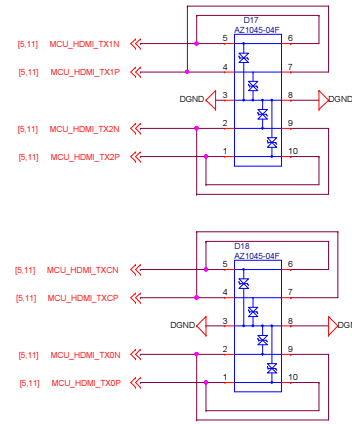 D17
AZ1045-04F
[5,11] MCU_HDMI_TX1N 5 6
[5,11] MCU_HDMI_TX1P 4 7
DGND 3 8 DGND
[5,11] MCU_HDMI_TX2N 2 9
[5,11] MCU_HDMI_TX2P 1 10
D18
AZ1045-04F
[5,11] MCU_HDMI_TXCN 5 6
[5,11] MCU_HDMI_TXCP 4 7
DGND 3 8 DGN
[5,11] MCU_HDMI_TX0N 2 9
[5,11] MCU_HDMI_TX0P 1 10